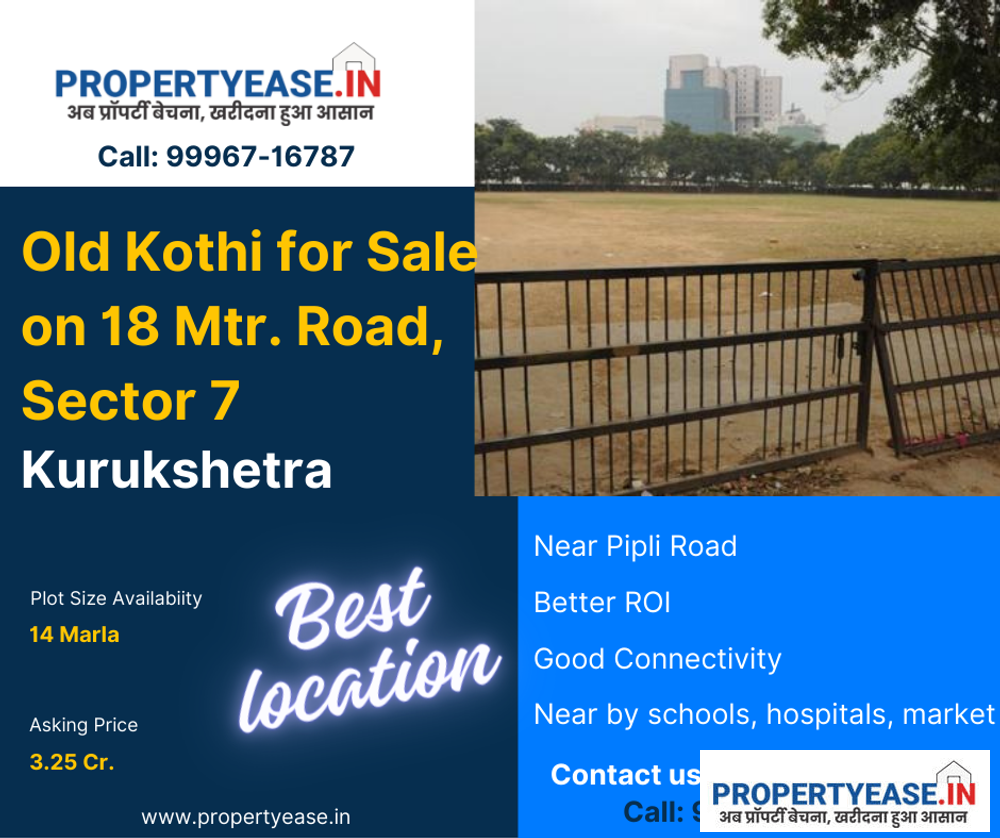 PROPERTYEASE.IN
अब प्रॉपर्टी बेचना, खरीदना हुआ आसान
Call: 99967-16787
Old Kothi for Sale
on 18 Mtr. Road,
Sector 7
Kurukshetra
Plot Size Availabiity
14 Marla
Best
location
Asking Price
3.25 Cr.
www.propertyease.in
Near Pipli Road
Better ROI
Good Connectivity
Near by schools, hospitals, market
Contact us
Call:
PROPERTYEASE.IN
अब प्रॉपर्टी बेचना, खरीदना हुआ आसान